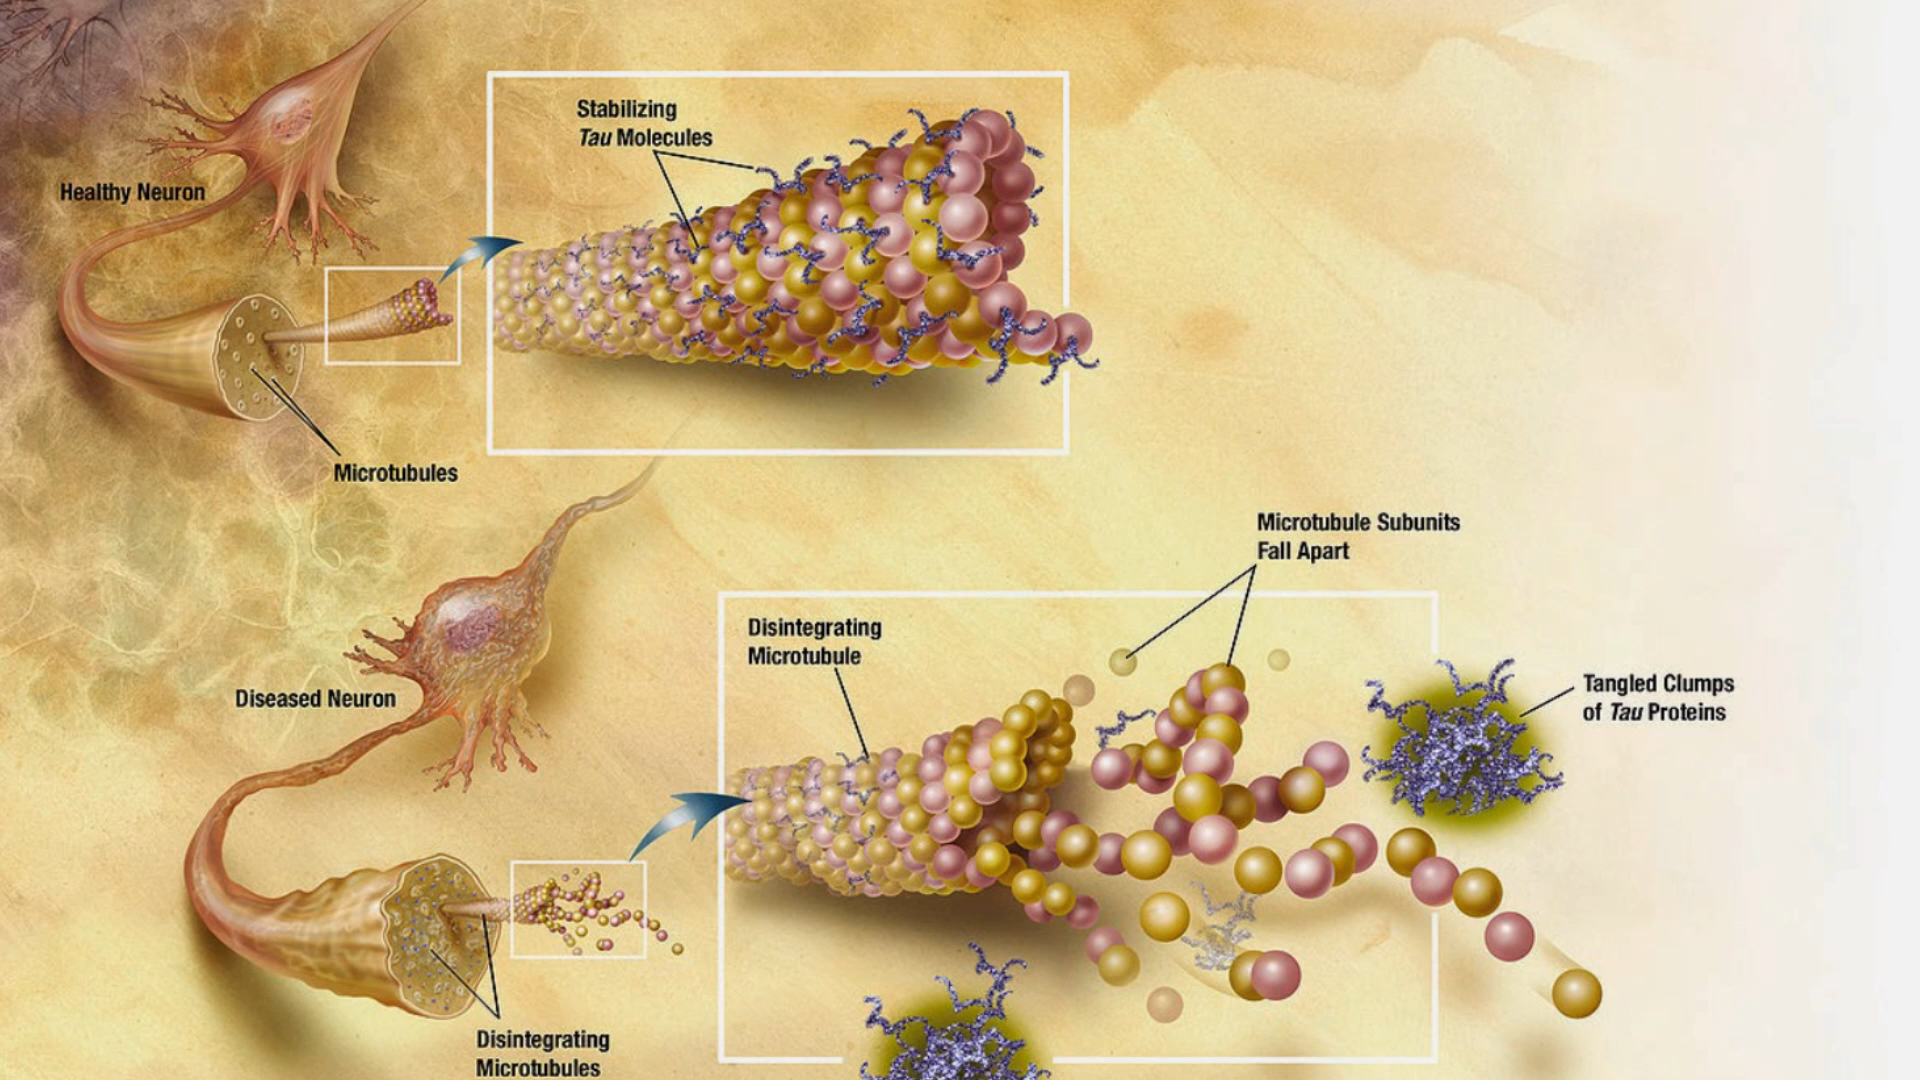 Stabilizing
Tau Molecules
Healthy Neuron
Microtubules
Microtubule Subunits
Fall Apart
Disintegrating
Microtubule
Tangled Clumps
of Tau Proteins
Diseased Neuron
Disintegrating
Microtubules